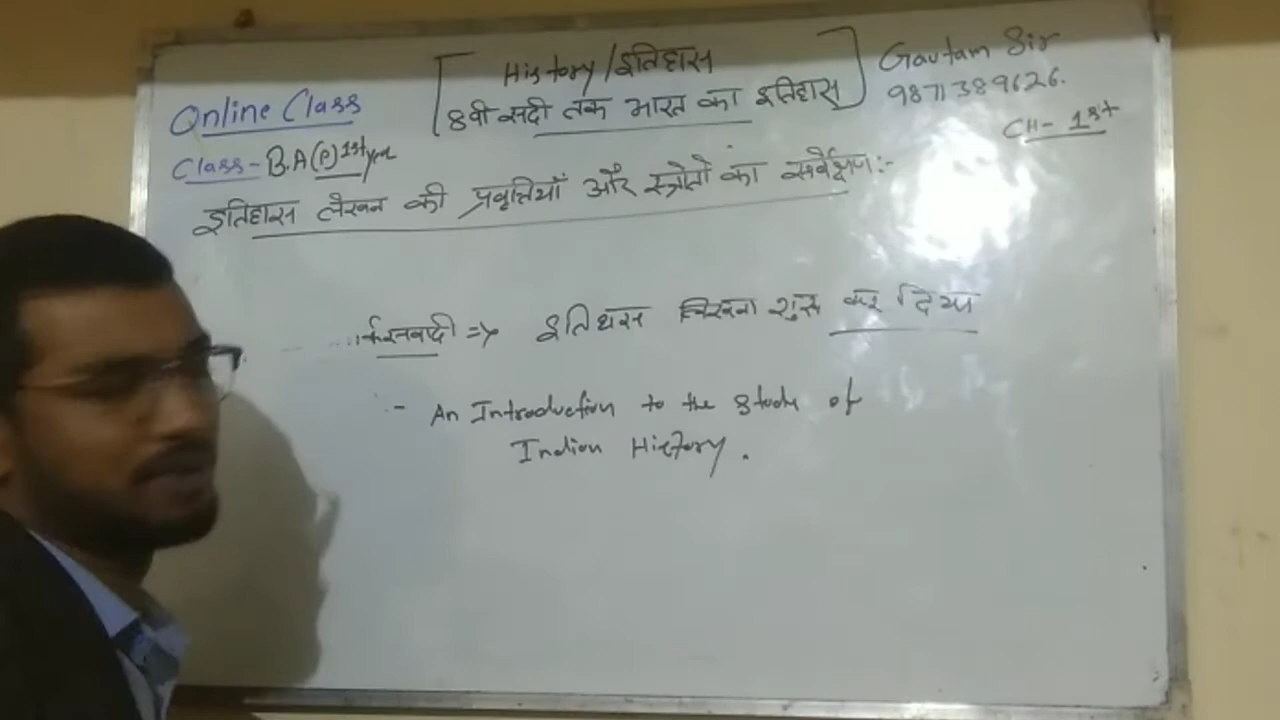 History/इतिहास
8वी सदी तक भारत का इतिहास
Gautam Sir
9871389626.
Online Class
CH- 1st
Class- B.A(P) 1st year
इतिहास लेखन की प्रवृत्तियाँ और स्त्रोतों का सर्वेक्षण:-
=> इतिहास लिखना शुरू कर दिया
- An Introduction to the Study of
Indian History.